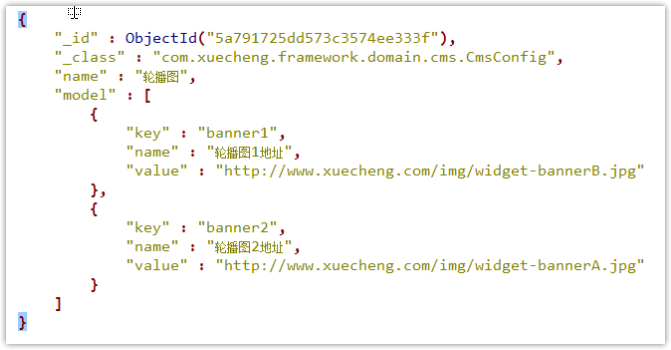 {
"_id" : ObjectId("5a791725dd573c3574ee333f"),
"_class" : "com.xuecheng.framework.domain.cms.CmsConfig",
"name" : "轮播图",
"model" : [
{
"key" : "banner1",
"name" : "轮播图1地址",
"value" : "http://www.xuecheng.com/img/widget-bannerB.jpg"
},
{
"key" : "banner2",
"name" : "轮播图2地址",
"value" : "http://www.xuecheng.com/img/widget-bannerA.jpg"
}
]
}